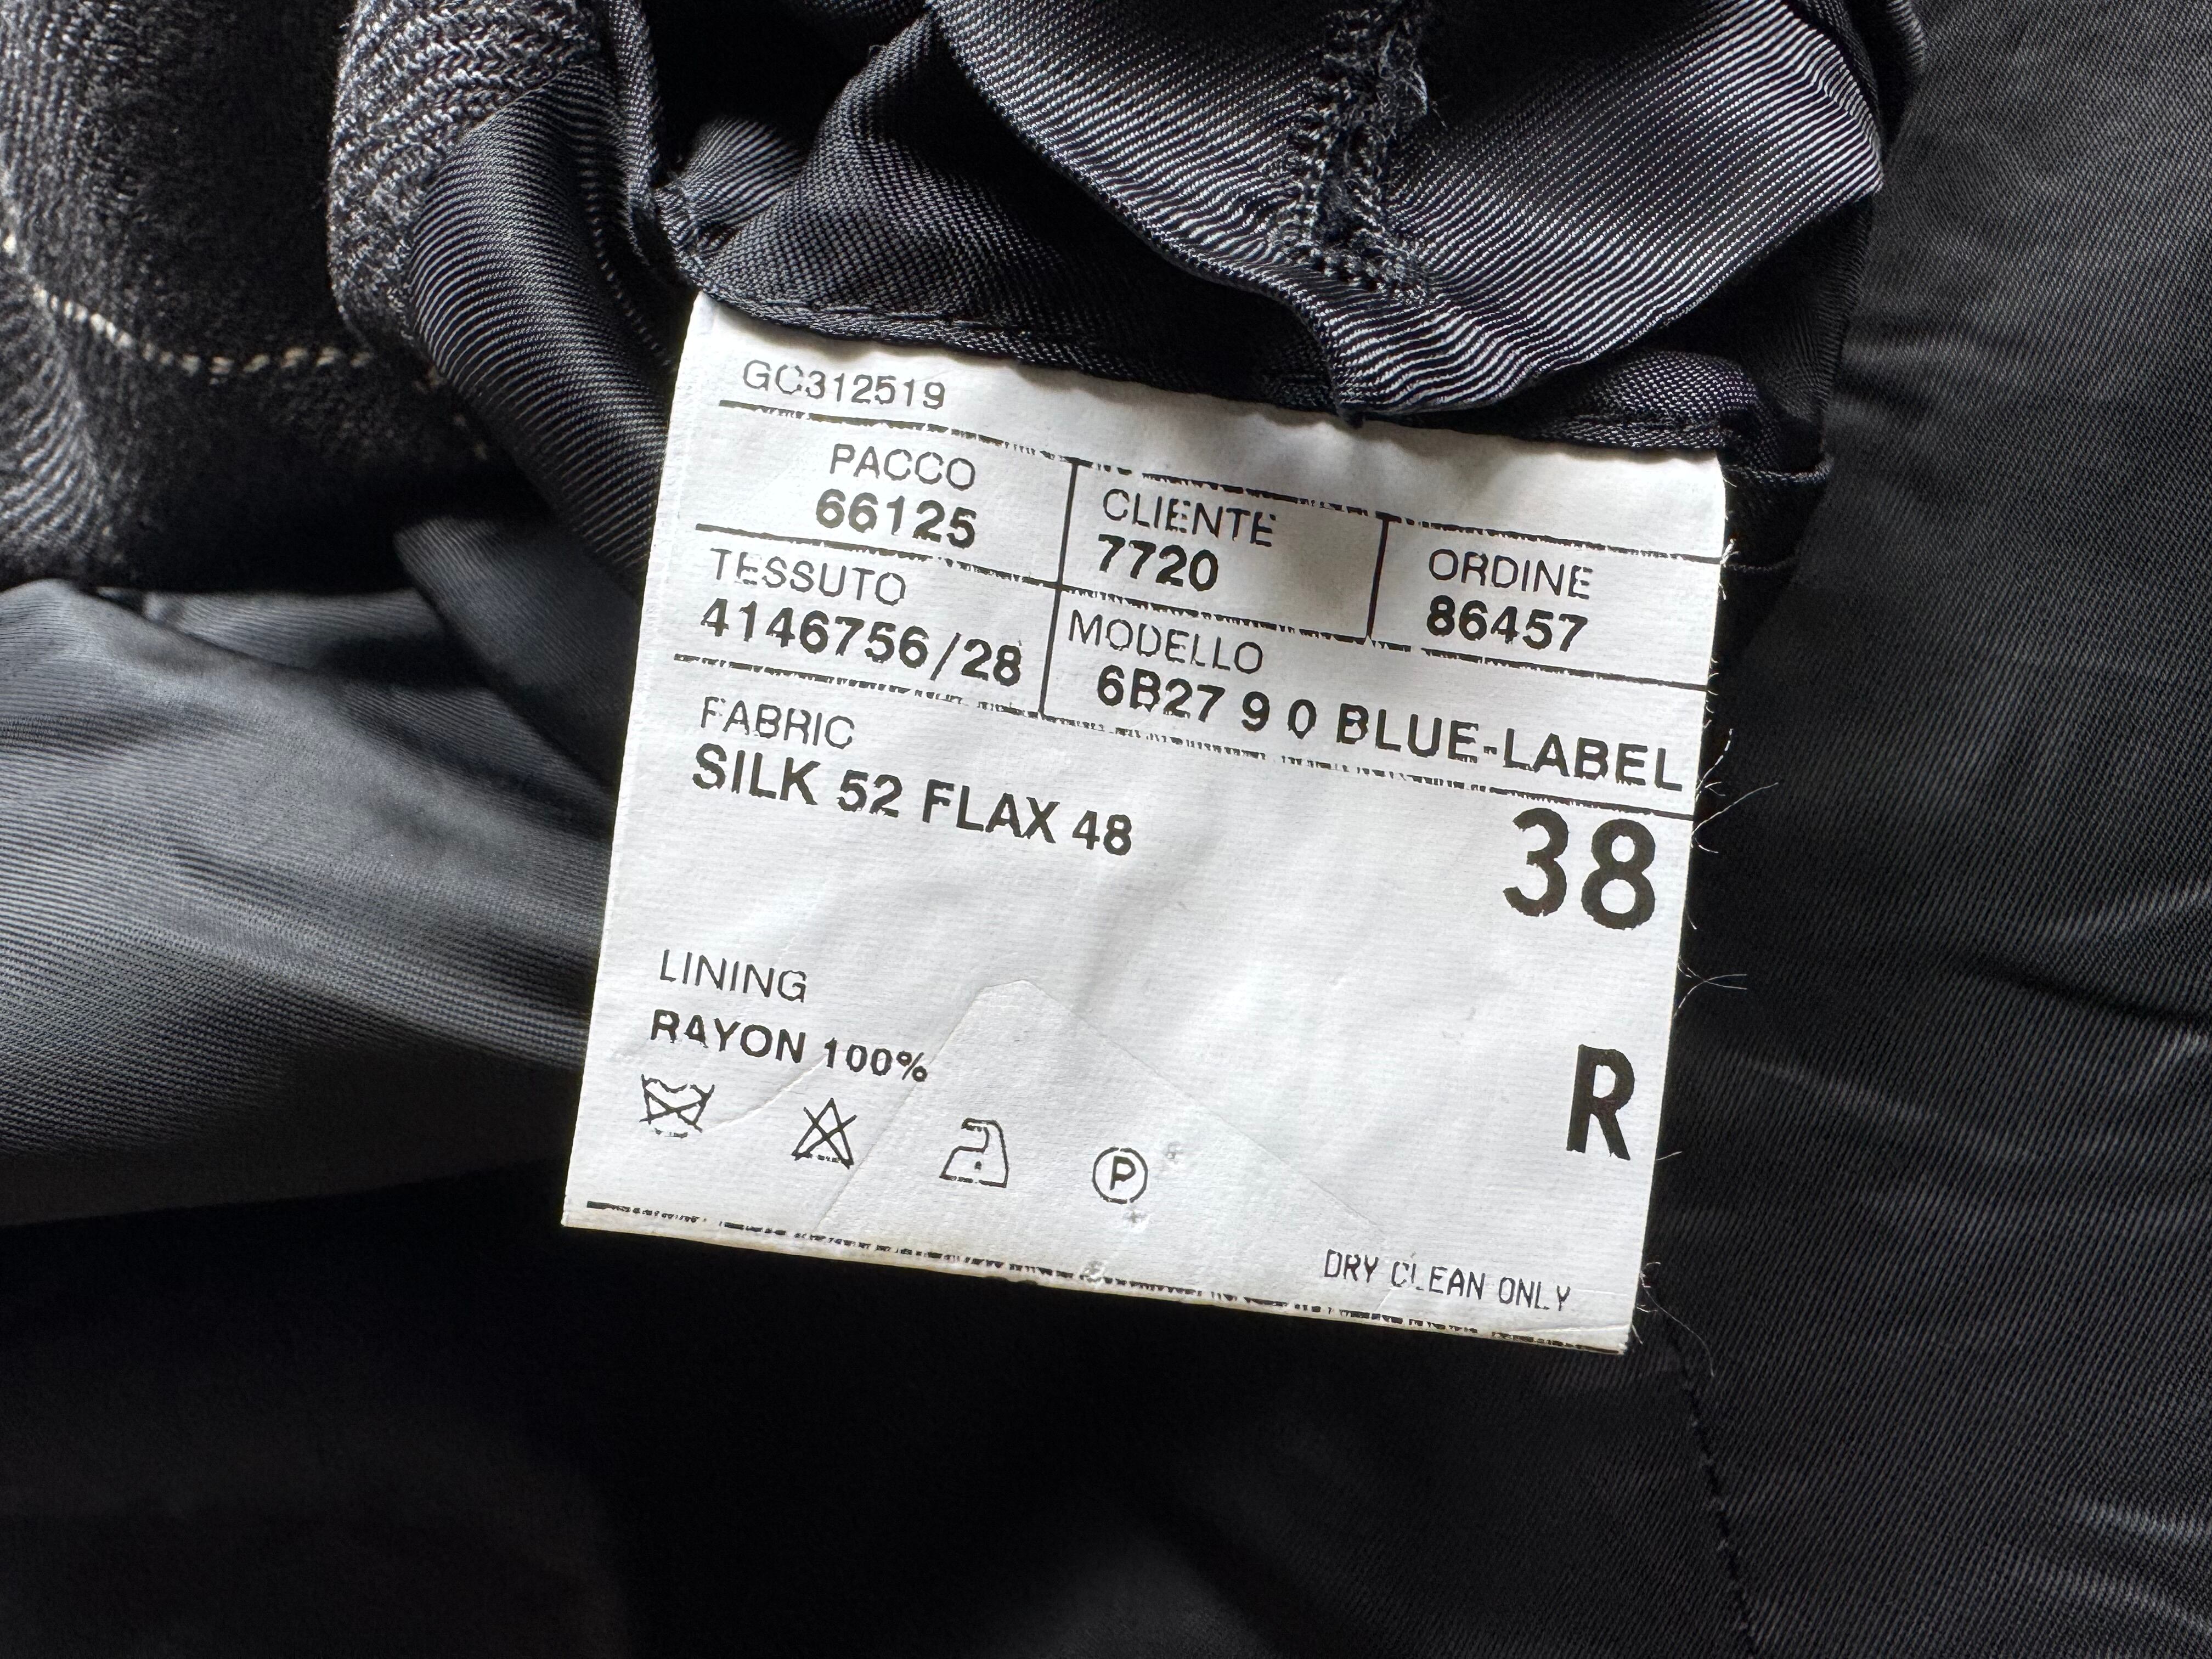 GC312519
PACCO
66125
CLIENTE
7720
ORDINE
86457
TESSUTO
4146756/28
MODELLO
6B27 9 0 BLUE-LABEL
FABRIC
SILK 52 FLAX 48
38
LINING
RAYON 100%
R
P
DRY CLEAN ONLY